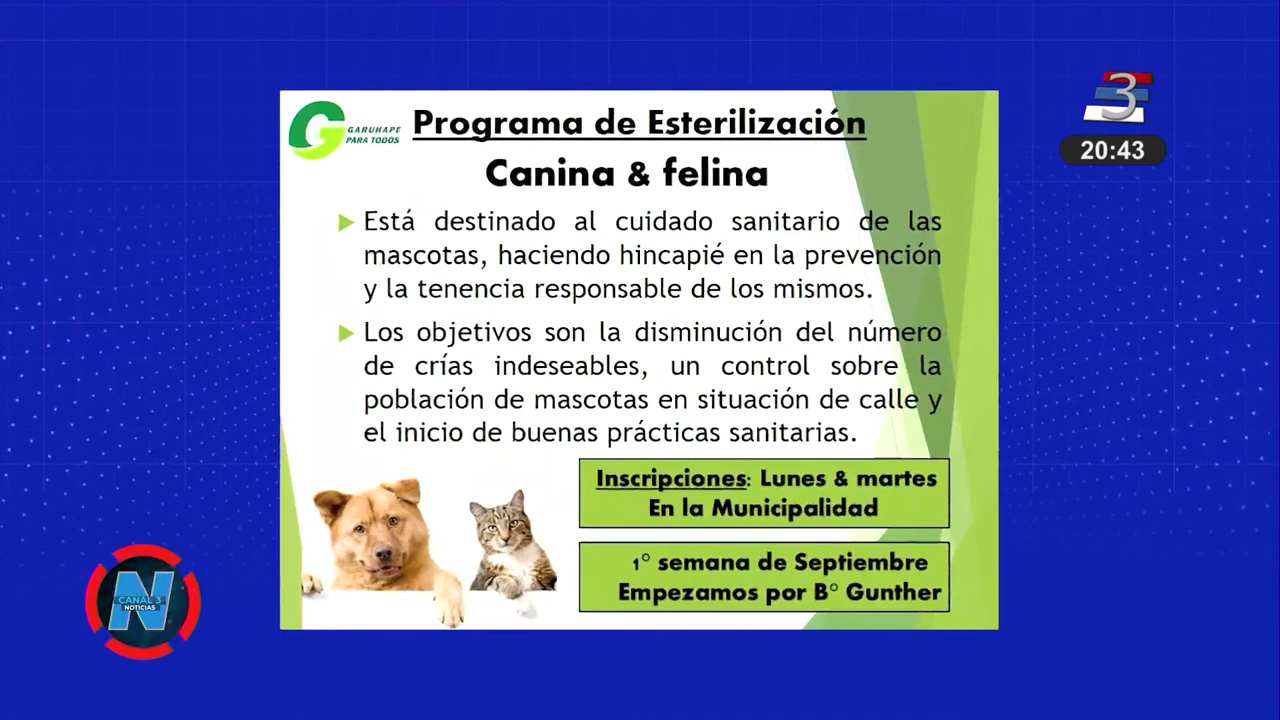 GARUHAPE
PARA TODOS
Programa de Esterilización
Canina & felina
Está destinado al cuidado sanitario de las
mascotas, haciendo hincapié en la prevención
y la tenencia responsable de los mismos.
Los objetivos son la disminución del número
de crías indeseables, un control sobre la
población de mascotas en situación de calle y
el inicio de buenas prácticas sanitarias.
Inscripciones: Lunes & martes
En la Municipalidad
1° semana de Septiembre
Empezamos por B° Gunther
3
20:43
N
CANAL 3
NOTICIAS